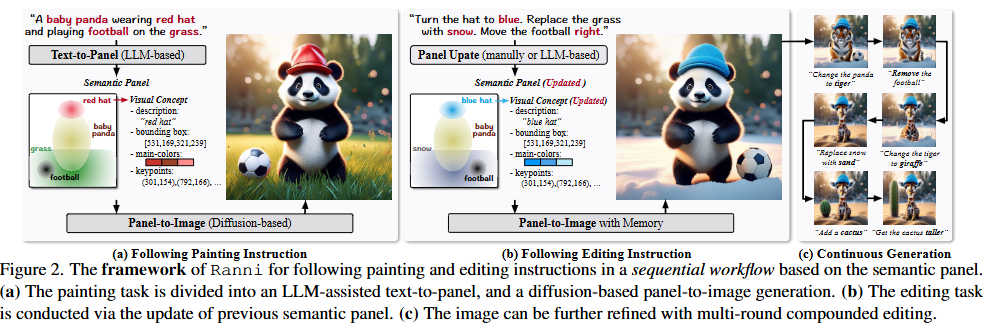 "A baby panda wearing red hat
and playing football on the grass."
Text-to-Panel (LLM-based)
Semantic Panel
red hat
baby
panda
grass
football
Visual Concept
- description:
"red hat"
- bounding box:
[531,169,321,239]
- main-colors:
- keypoints:
(301,154),(792,166), ...
Panel-to-Image (Diffusion-based)
(a) Following Painting Instruction
"Turn the hat to blue. Replace the grass
with snow. Move the football right."
Panel Upate (manully or LLM-based)
Semantic Panel (Updated)
blue hat
baby
panda
snow
football
Visual Concept (Updated)
- description:
"blue hat"
- bounding box:
[531,169,321,239]
- main-colors:
- keypoints:
(301,154),(792,166), ...
Panel-to-Image with Memory
(b) Following Editing Instruction
"Change the panda
to tiger"
"Remove the
football"
"Replace snow
with sand"
"Change the tiger
to giraffe"
"Add a cactus"
"Get the cactus taller"
(c) Continuous Generation
Figure 2. The framework of Ranni for following painting and editing instructions in a sequential workflow based on the semantic panel.
(a) The painting task is divided into an LLM-assisted text-to-panel, and a diffusion-based panel-to-image generation. (b) The editing task
is conducted via the update of previous semantic panel. (c) The image can be further refined with multi-round compounded editing.